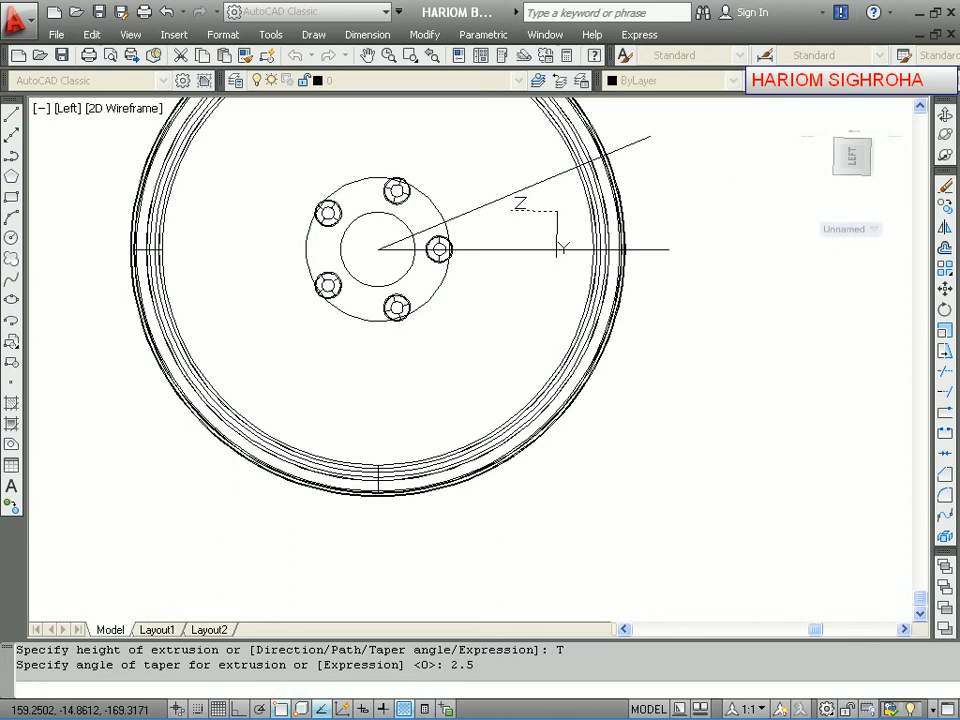 AutoCAD Classic
HARIOM B...
Type a keyword or phrase
Sign In
File Edit View Insert Format Tools Draw Dimension Modify Parametric Window Help Express
Standard
Standard
Standard
AutoCAD Classic
0
ByLayer
HARIOM SIGHROHA
[−] [Left] [2D Wireframe]
LEFT
Z
Y
Unnamed
A
Model Layout1 Layout2
Specify height of extrusion or [Direction/Path/Taper angle/Expression]: T
Specify angle of taper for extrusion or [Expression] <0>: 2.5
159.2502, -14.8612, -169.3171
MODEL
1:1